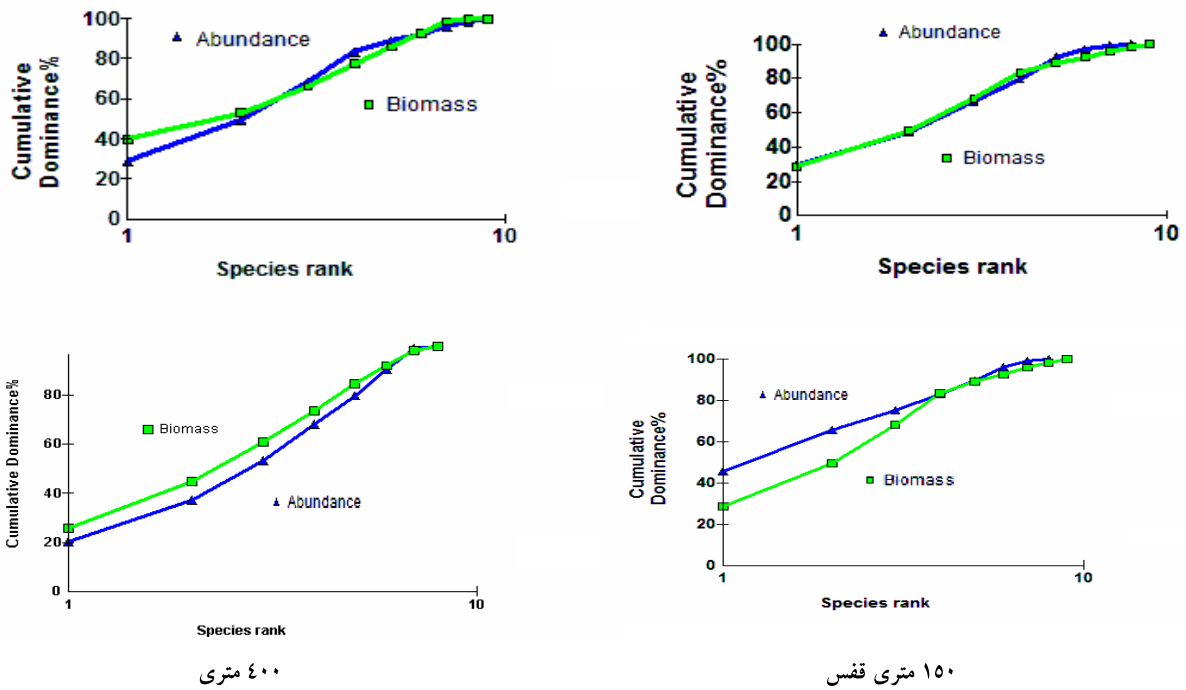 Cumulative
Dominance%
100
80
60
40
20
0
Abundance
Biomass
1
10
Species rank
Cumulative
Dominance%
100
80
60
40
20
0
Abundance
Biomass
1
10
Species rank
Cumulative Dominance%
80
60
40
20
0
Biomass
Abundance
1
10
Species rank
Cumulative
Dominance%
100
80
60
40
20
0
Abundance
Biomass
1
10
Species rank
٤٠٠ متری
١٥٠ متری قفس